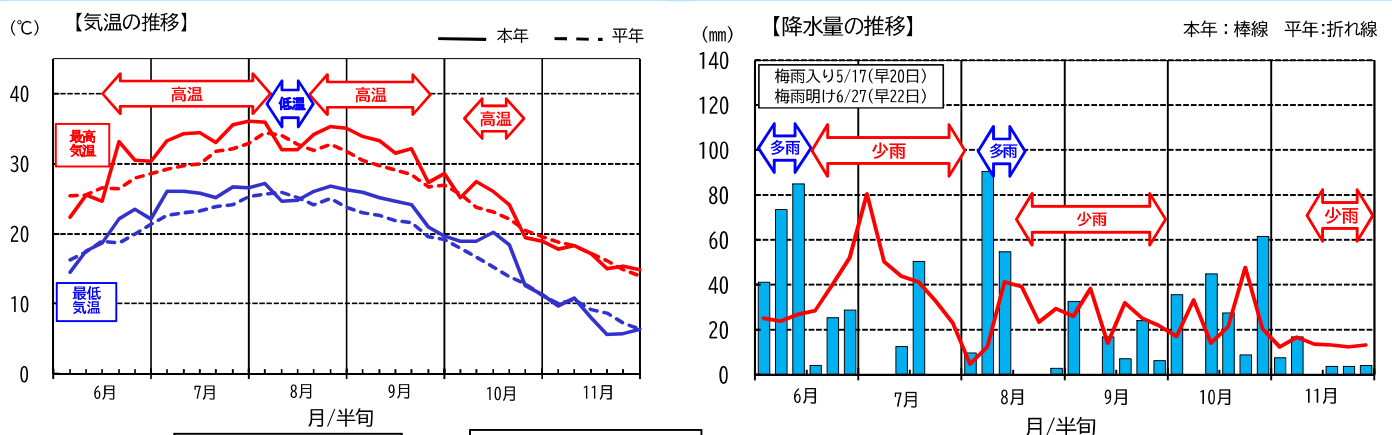 (℃)
【気温の推移】
本年
平年
40
30
20
10
0
高温
低温
高温
高温
最高
気温
最低
気温
6月
7月
8月
9月
10月
11月
月/半旬
(㎜)
【降水量の推移】
本年:棒線 平年:折れ線
140
120
100
80
60
40
20
0
梅雨入り5/17(早20日)
梅雨明け6/27(早22日)
多雨
少雨
多雨
少雨
少雨
6月
7月
8月
9月
10月
11月
月/半旬